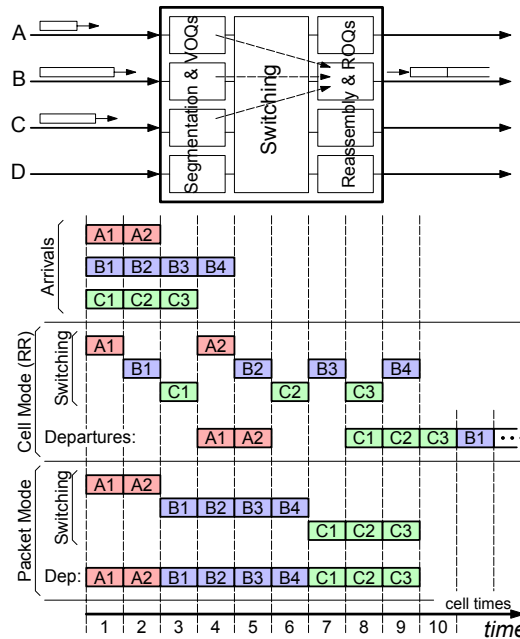 A
B
C
D
Segmentation & VOQs
Switching
Reassembly & ROQs
Arrivals
A1 A2
B1 B2 B3 B4
C1 C2 C3
Cell Mode (RR)
Switching
A1 A2
B1 B2 B3 B4
C1 C2 C3
Departures: A1 A2 C1 C2 C3 B1 ...
Packet Mode
Switching
A1 A2
B1 B2 B3 B4
C1 C2 C3
Dep: A1 A2 B1 B2 B3 B4 C1 C2 C3
cell times
1 2 3 4 5 6 7 8 9 10 time